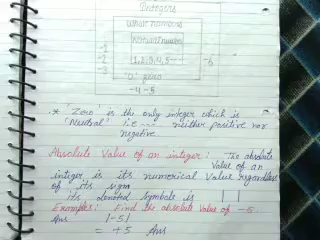 Integers
Whole numbers
Natural number
-1
1,2,3,4,5---
-2
-6
-3
'0' zero
-4 -5
* 'Zero' is the only integer which is
'Neutral' i.e neither positive nor
negative
Absolute Value of an integer: The absolute
Value of an
integer is its numerical Value regardless
of its sign
Its denoted symbole is | |
Example: Find the absolute Value of -5
Ans |-5|
= +5 Ans